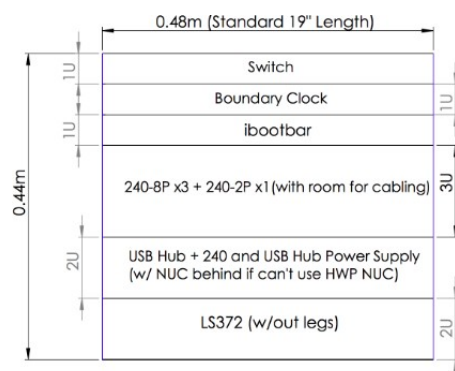 0.48m (Standard 19" Length)
1U
Switch
Boundary Clock
1U
1U
ibootbar
0.44m
240-8P x3 + 240-2P x1(with room for cabling)
3U
2U
USB Hub + 240 and USB Hub Power Supply
(w/ NUC behind if can't use HWP NUC)
LS372 (w/out legs)
2U